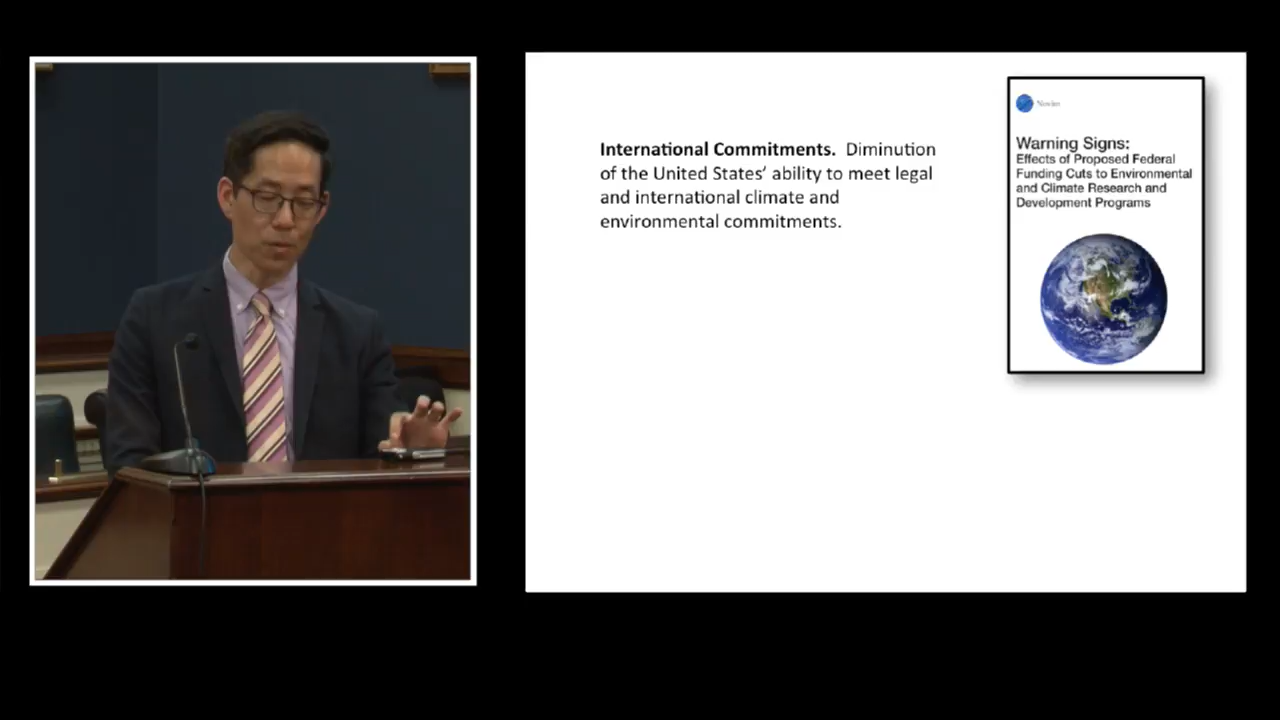 International Commitments. Diminution
of the United States’ ability to meet legal
and international climate and
environmental commitments.
Warning Signs:
Effects of Proposed Federal
Funding Cuts to Environmental
and Climate Research and
Development Programs